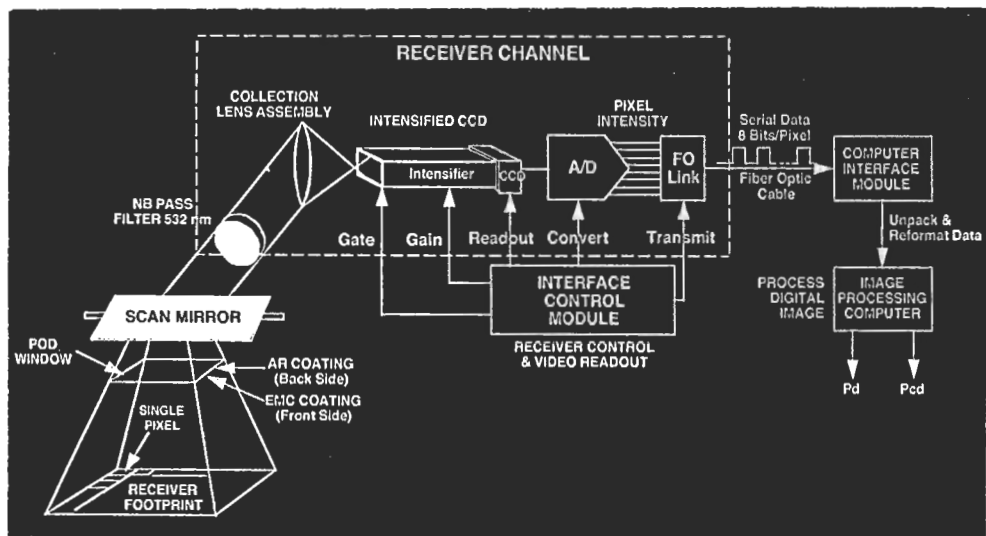 RECEIVER CHANNEL
COLLECTION
LENS ASSEMBLY
INTENSIFIED CCD
PIXEL
INTENSITY
Serial Data
8 Bits/Pixel
Intensifier
CCD
A/D
FO
Link
Fiber Optic
Cable
COMPUTER
INTERFACE
MODULE
NB PASS
FILTER 532 nm
Gate
Gain
Readout
Convert
Transmit
Unpack &
Reformat Data
SCAN MIRROR
INTERFACE
CONTROL
MODULE
PROCESS
DIGITAL
IMAGE
IMAGE
PROCESSING
COMPUTER
RECEIVER CONTROL
& VIDEO READOUT
POD
WINDOW
AR COATING
(Back Side)
EMC COATING
(Front Side)
Pd
Pcd
SINGLE
PIXEL
RECEIVER
FOOTPRINT